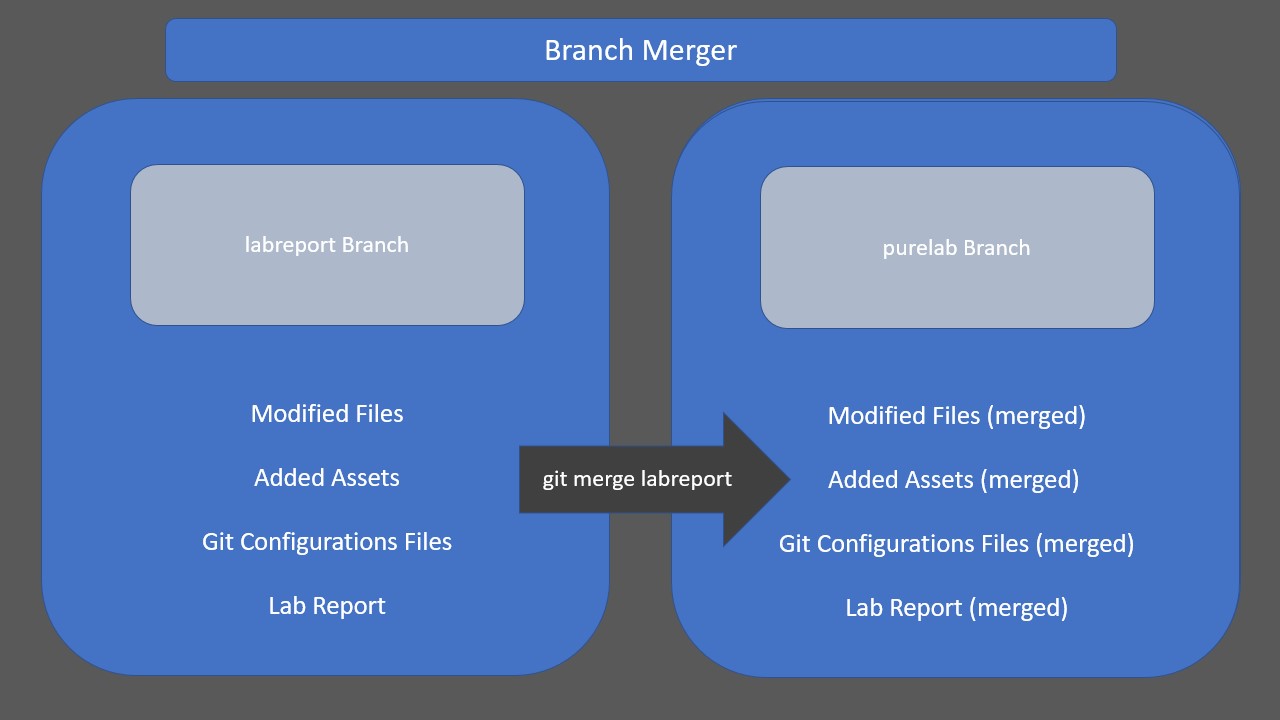 Branch Merger
labreport Branch
Modified Files
Added Assets
Git Configurations Files
Lab Report
git merge labreport
purelab Branch
Modified Files (merged)
Added Assets (merged)
Git Configurations Files (merged)
Lab Report (merged)